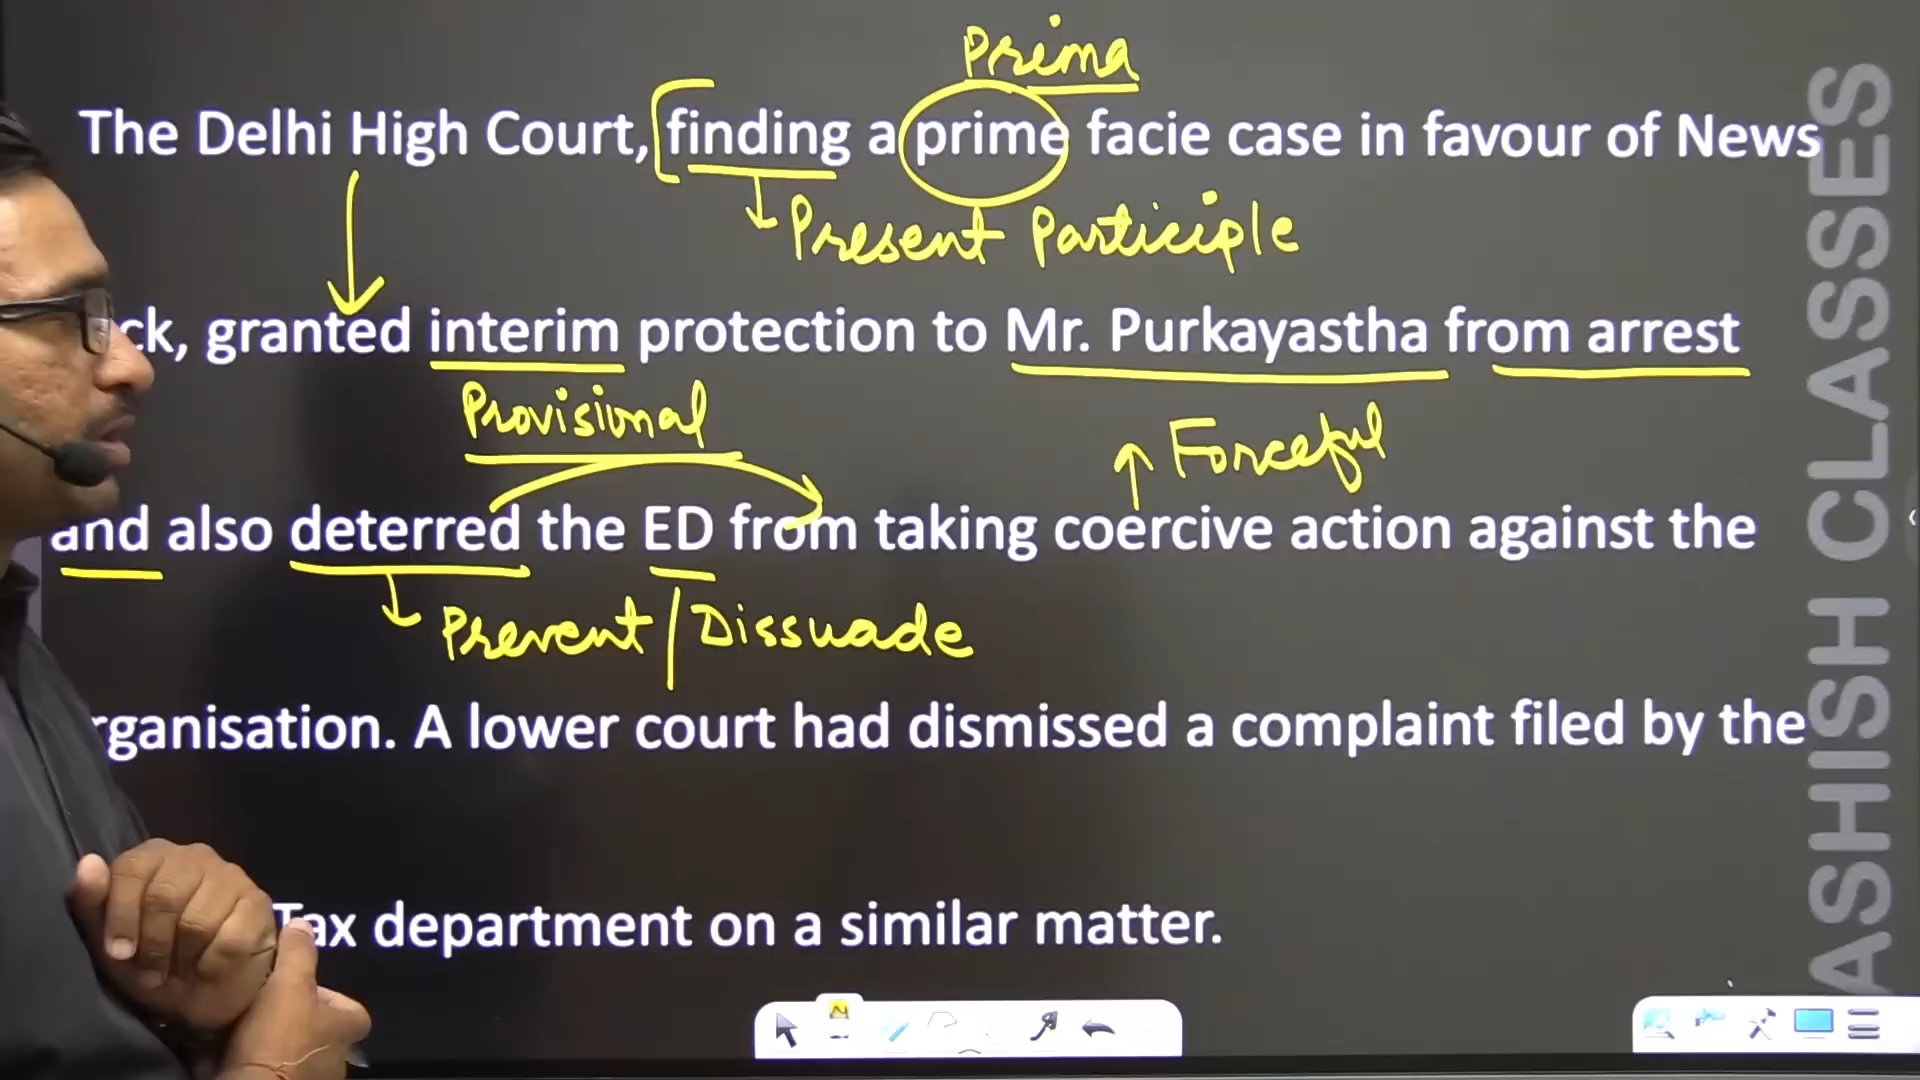 Prima
The Delhi High Court, [finding a prime facie case in favour of News
Present Participle
ck, granted interim protection to Mr. Purkayastha from arrest
Provisional
Forceful
and also deterred the ED from taking coercive action against the
Prevent/Dissuade
rganisation. A lower court had dismissed a complaint filed by the
Tax department on a similar matter.
ASHISH CLASSES